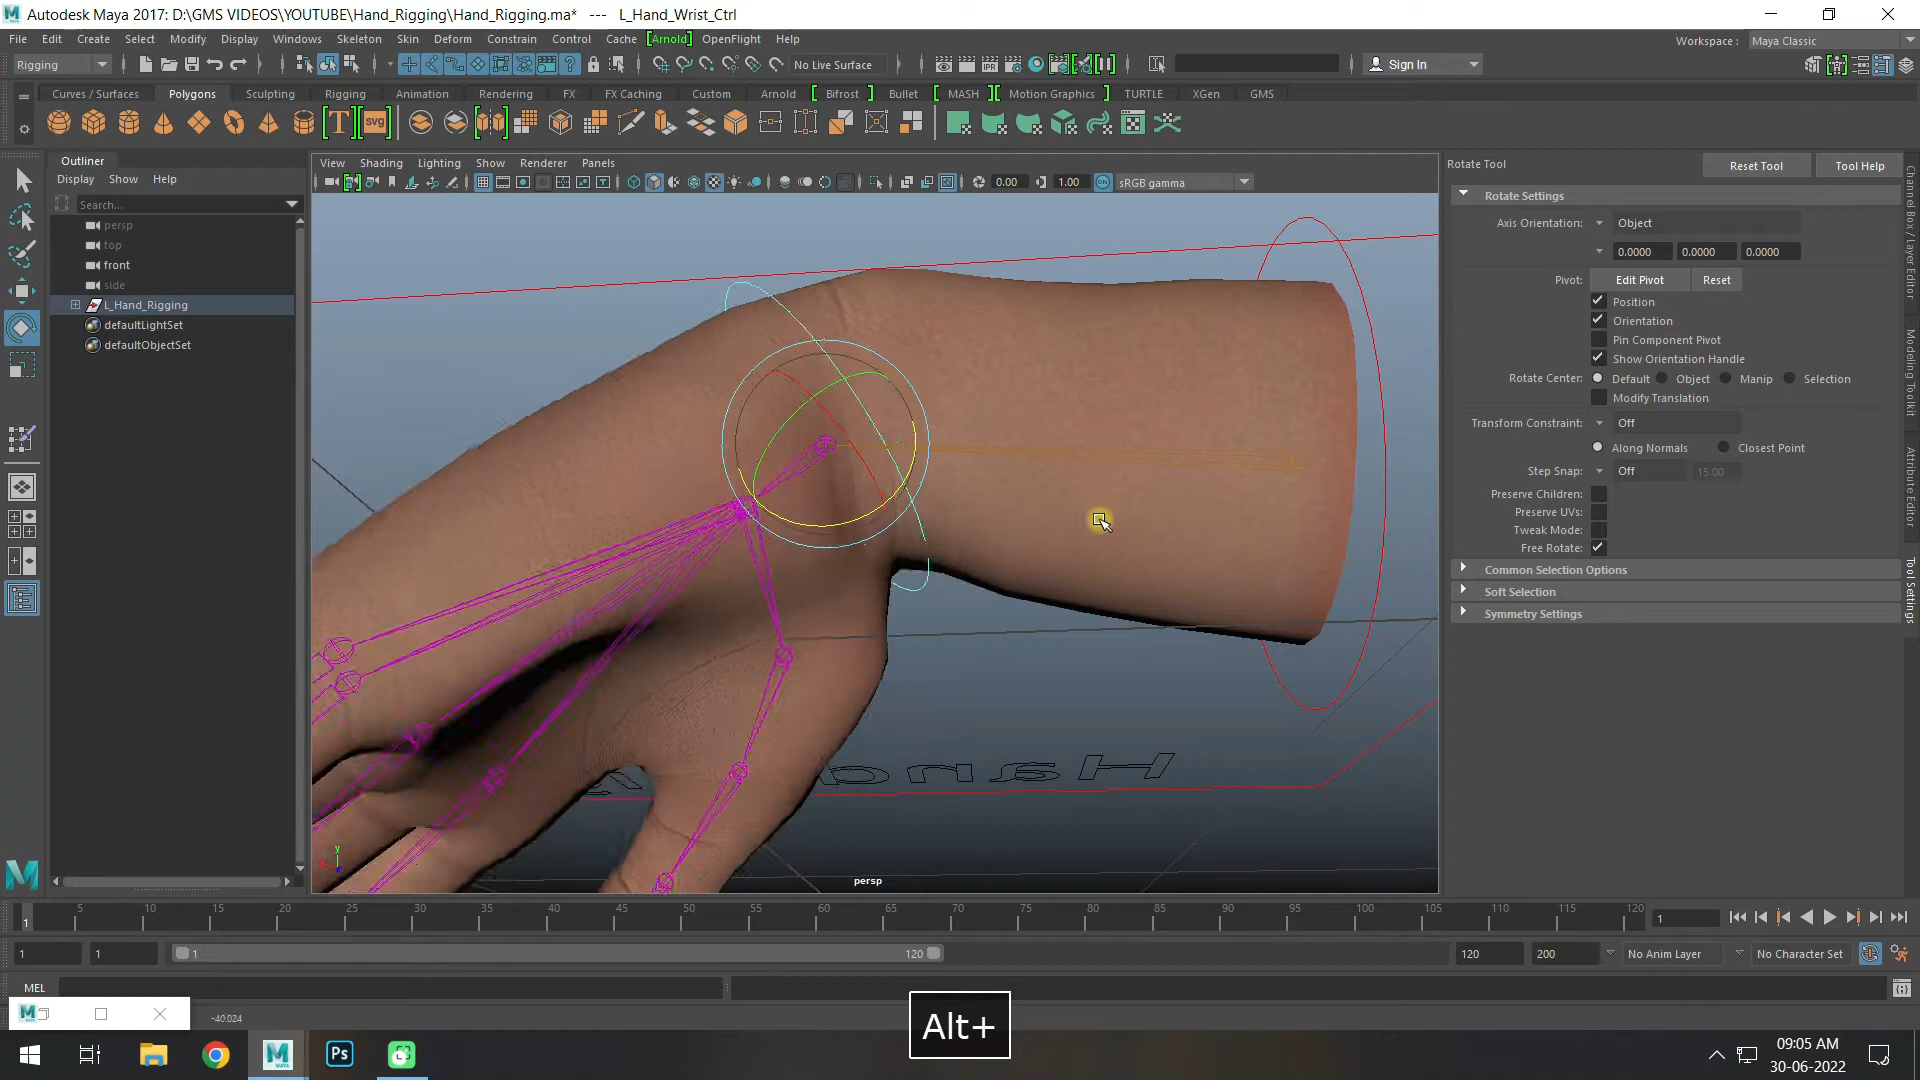 Autodesk Maya 2017: D:\GMS VIDEOS\YOUTUBE\Hand_Rigging\Hand_Rigging.ma*   ---   L_Hand_Wrist_Ctrl
File Edit Create Select Modify Display Windows Skeleton Skin Deform Constrain Control Cache [Arnold] OpenFlight Help
Workspace : Maya Classic
Rigging
No Live Surface
Sign In
Curves / Surfaces Polygons Sculpting Rigging Animation Rendering FX FX Caching Custom Arnold [ Bifrost ] Bullet [ MASH ] [ Motion Graphics ] TURTLE XGen GMS
T SVG
Outliner
Display Show Help
Search...
persp
top
front
side
L_Hand_Rigging
defaultLightSet
defaultObjectSet
View Shading Lighting Show Renderer Panels
0.00 1.00 ON sRGB gamma
Hand
y
persp
Rotate Tool Reset Tool Tool Help
Rotate Settings
Axis Orientation: Object
0.0000 0.0000 0.0000
Pivot: Edit Pivot Reset
Position
Orientation
Pin Component Pivot
Show Orientation Handle
Rotate Center: Default Object Manip Selection
Modify Translation
Transform Constraint: Off
Along Normals Closest Point
Step Snap: Off 15.00
Preserve Children:
Preserve UVs:
Tweak Mode:
Free Rotate:
Common Selection Options
Soft Selection
Symmetry Settings
Channel Box / Layer Editor
Modeling Toolkit
Attribute Editor
Tool Settings
1 5 10 15 20 25 30 35 40 45 50 55 60 65 70 75 80 85 90 95 100 105 110 115 120
1
1 1 1 120 120 200 No Anim Layer No Character Set
MEL
-40.024
Alt+
Ps
09:05 AM
30-06-2022